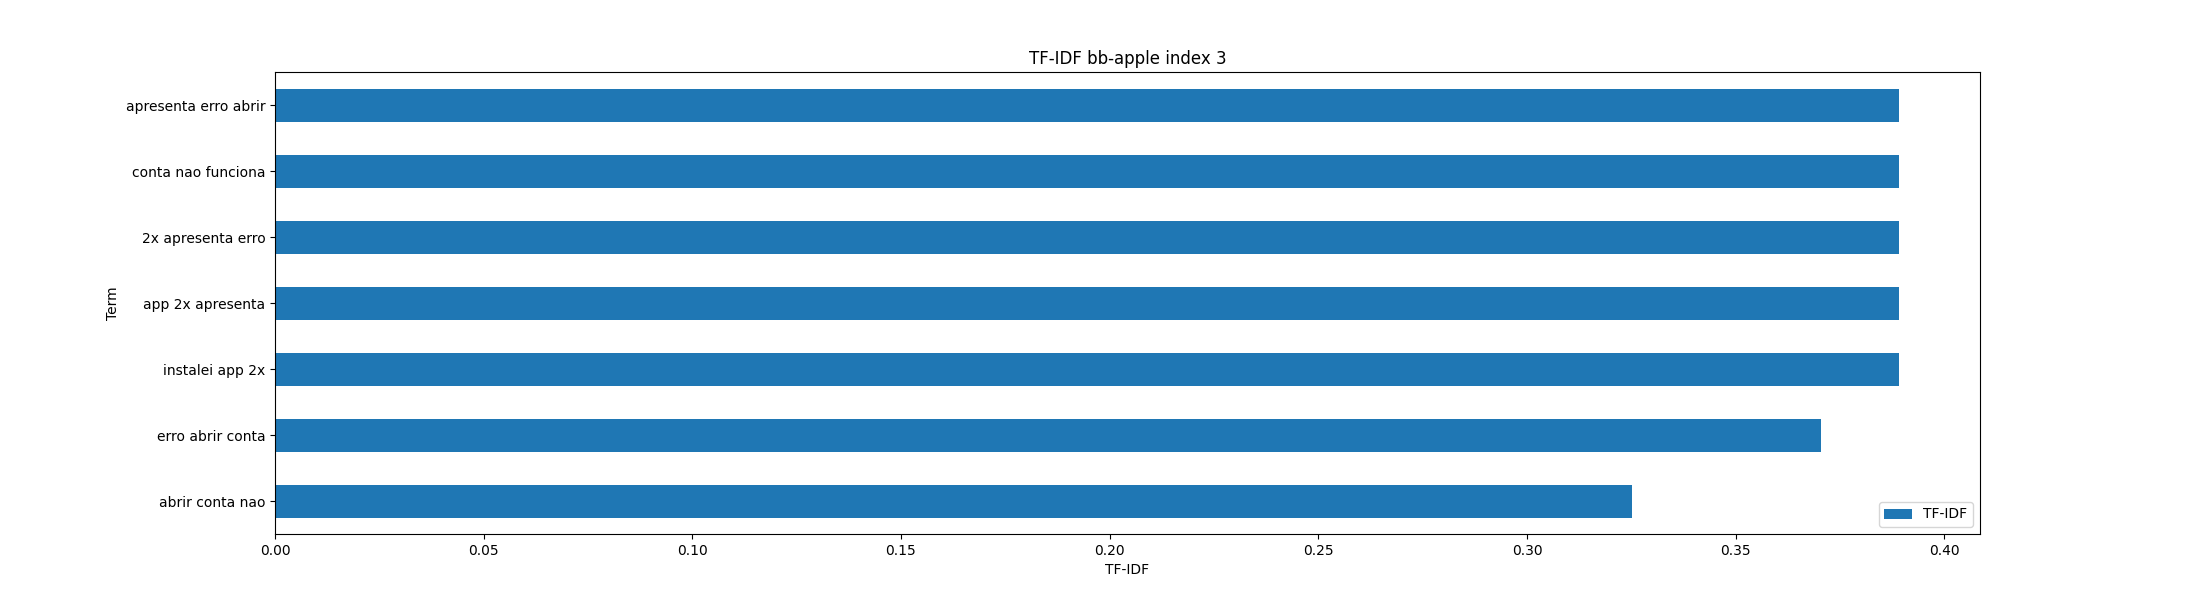 TF-IDF bb-apple index 3
apresenta erro abrir
conta nao funciona
2x apresenta erro
app 2x apresenta
instalei app 2x
erro abrir conta
abrir conta nao
Term
TF-IDF
0.00 0.05 0.10 0.15 0.20 0.25 0.30 0.35 0.40
TF-IDF